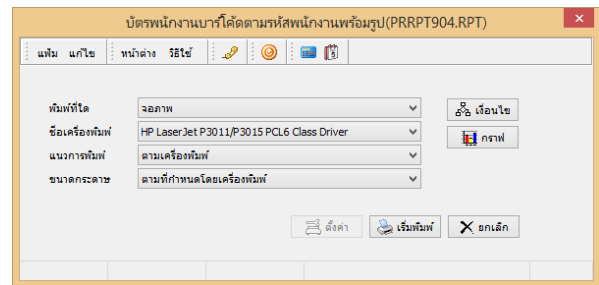 บัตรพนักงานบาร์โค้ดตามรหัสพนักงานพร้อมรูป(PRRPT904.RPT)
แฟ้ม แก้ไข หน้าต่าง วิธีใช้
พิมพ์ที่ใด จอภาพ เงื่อนไข
ชื่อเครื่องพิมพ์ HP LaserJet P3011/P3015 PCL6 Class Driver กราฟ
แนวการพิมพ์ ตามเครื่องพิมพ์
ขนาดกระดาษ ตามที่กำหนดโดยเครื่องพิมพ์
ตั้งค่า เริ่มพิมพ์ ยกเลิก